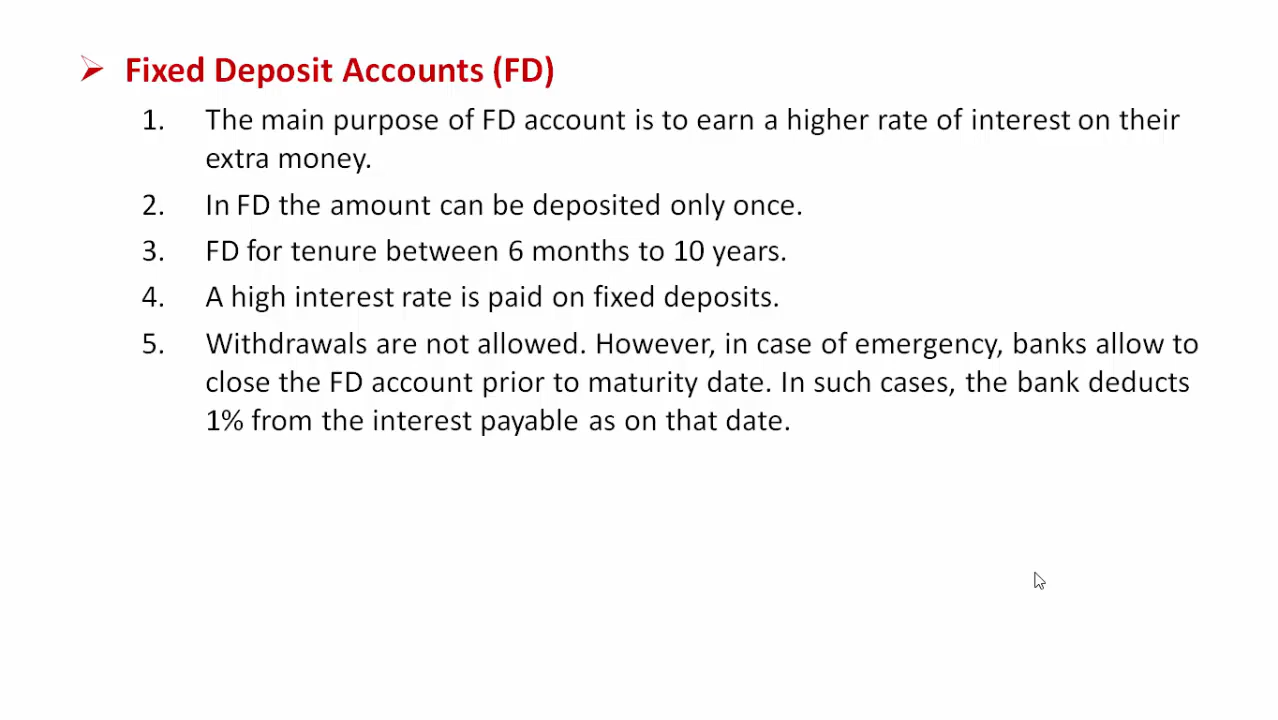 ➢ Fixed Deposit Accounts (FD)
1. The main purpose of FD account is to earn a higher rate of interest on their
extra money.
2. In FD the amount can be deposited only once.
3. FD for tenure between 6 months to 10 years.
4. A high interest rate is paid on fixed deposits.
5. Withdrawals are not allowed. However, in case of emergency, banks allow to
close the FD account prior to maturity date. In such cases, the bank deducts
1% from the interest payable as on that date.